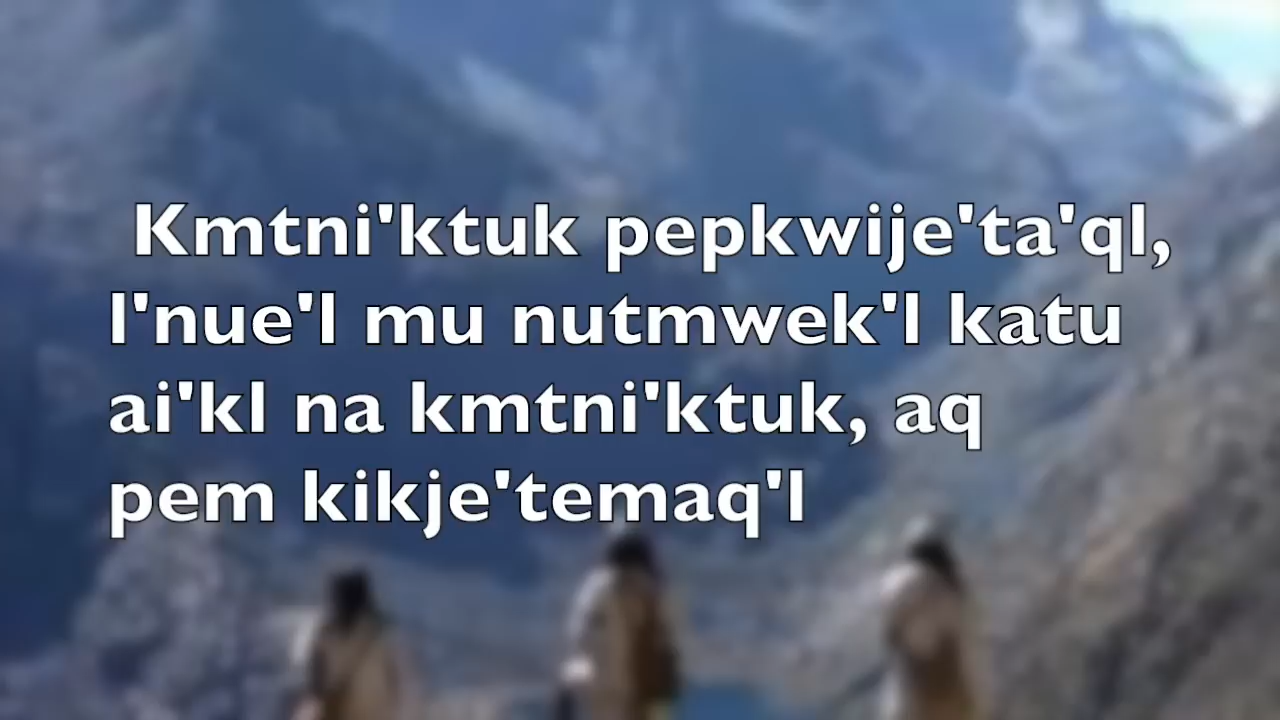 Kmtni'ktuk pepkwije'ta'ql,
l'nue'l mu nutmwek'l katu
ai'kl na kmtni'ktuk, aq
pem kikje'temaq'l